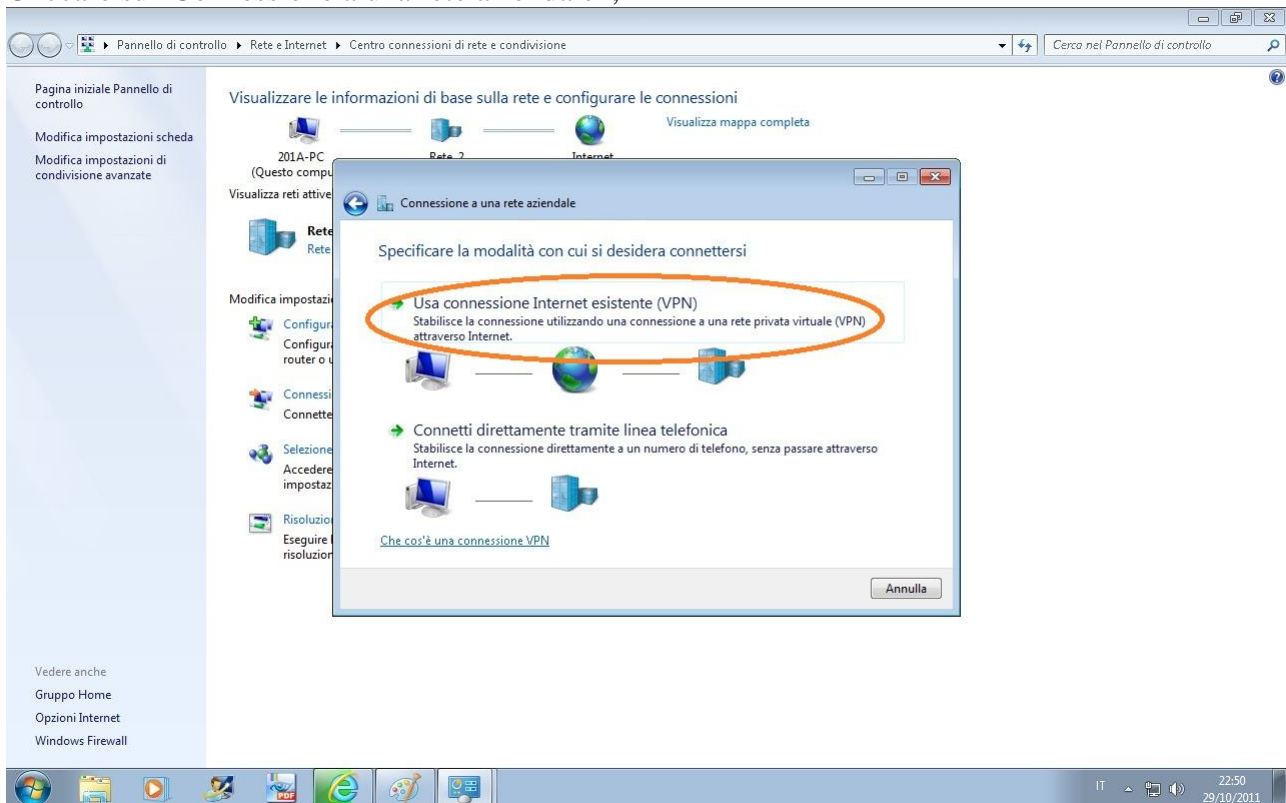 Pannello di controllo ▸ Rete e Internet ▸ Centro connessioni di rete e condivisione
Cerca nel Pannello di controllo
Pagina iniziale Pannello di
controllo
Modifica impostazioni scheda
Modifica impostazioni di
condivisione avanzate
Visualizzare le informazioni di base sulla rete e configurare le connessioni
Visualizza mappa completa
201A-PC
(Questo compu
Rete 2
Internet
Visualizza reti attive
Rete
Rete
Modifica impostazi
Configur
Configur
router o
Connessi
Connette
Selezione
Accedere
impostaz
Risoluzio
Eseguire
risoluzior
Connessione a una rete aziendale
Specificare la modalità con cui si desidera connettersi
Usa connessione Internet esistente (VPN)
Stabilisce la connessione utilizzando una connessione a una rete privata virtuale (VPN)
attraverso Internet.
Connetti direttamente tramite linea telefonica
Stabilisce la connessione direttamente a un numero di telefono, senza passare attraverso
Internet.
Che cos'è una connessione VPN
Annulla
Vedere anche
Gruppo Home
Opzioni Internet
Windows Firewall
PDF
IT
22:50
29/10/2011